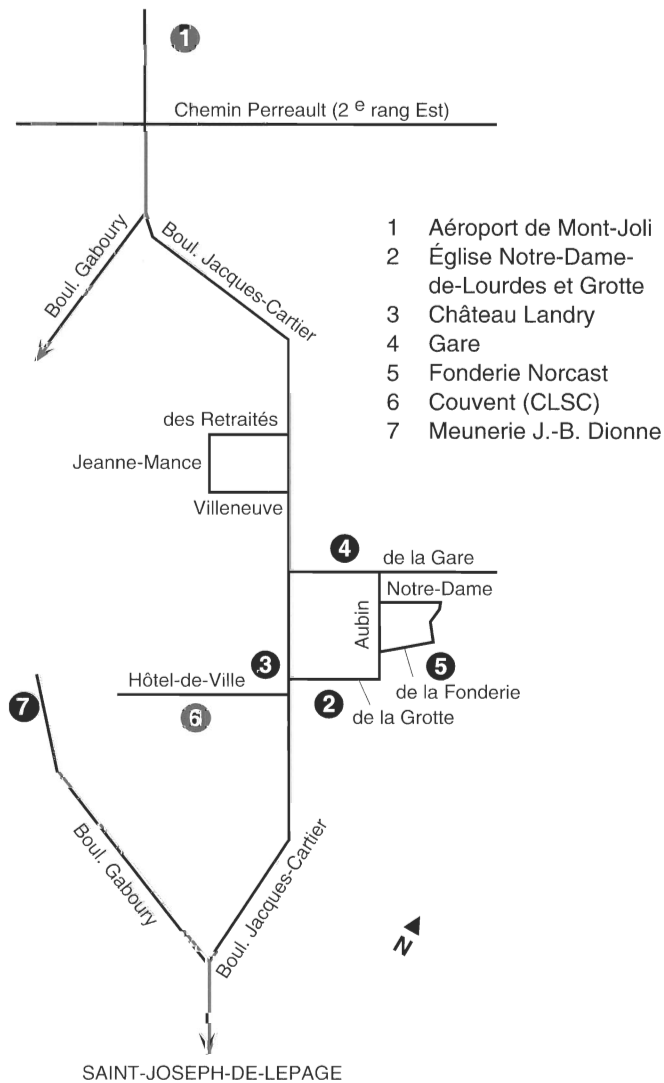 1
Chemin Perreault (2 e rang Est)
Boul. Gaboury
Boul. Jacques-Cartier
1 Aéroport de Mont-Joli
2 Église Notre-Dame-
de-Lourdes et Grotte
3 Château Landry
4 Gare
5 Fonderie Norcast
6 Couvent (CLSC)
7 Meunerie J.-B. Dionne
des Retraités
Jeanne-Mance
Villeneuve
4
de la Gare
Notre-Dame
Aubin
3
5
Hôtel-de-Ville
de la Fonderie
7
6
2
de la Grotte
Boul. Gaboury
Boul. Jacques-Cartier
N
SAINT-JOSEPH-DE-LEPAGE